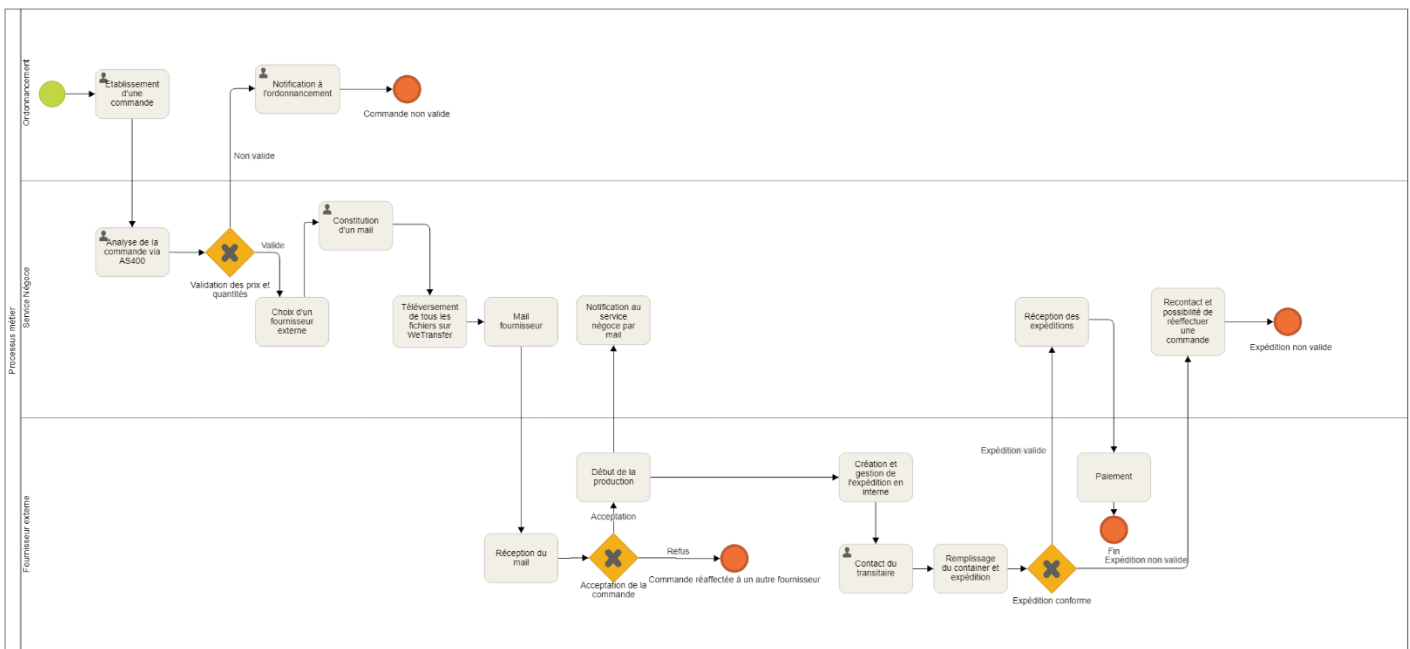 Processus métier
Ordonnancement
Etablissement
d'une
commande
Notification à
l'ordonnancement
Commande non valide
Non valide
Service Négoce
Analyse de la
commande via
AS400
Validation des prix et
quantités
Valide
Choix d'un
fournisseur
externe
Constitution
d'un mail
Téléversement
de tous les
fichiers sur
WeTransfer
Mail
fournisseur
Notification au
service
négoce par
mail
Réception des
expéditions
Recontact et
possibilité de
réeffectuer
une
commande
Expédition non valide
Fournisseur externe
Réception du
mail
Acceptation de la
commande
Acceptation
Refus
Commande réaffectée à un autre fournisseur
Début de la
production
Création et
gestion de
l'expédition en
interne
Contact du
transitaire
Remplissage
du container et
expédition
Expédition conforme
Expédition valide
Paiement
Fin
Expédition non valide